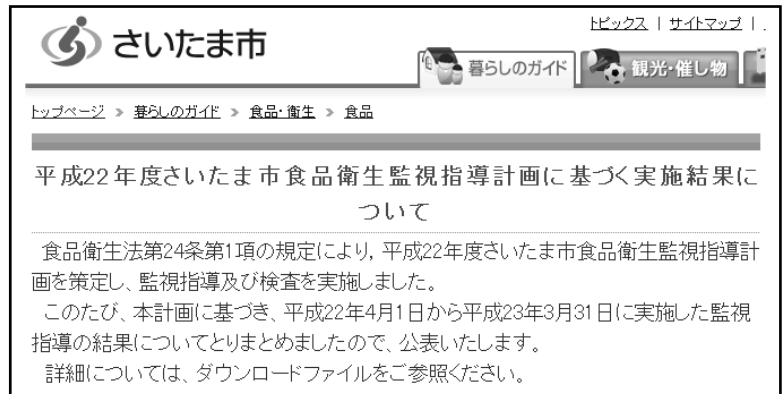 さいたま市
トピックス | サイトマップ |
暮らしのガイド 観光・催し物
トップページ » 暮らしのガイド » 食品・衛生 » 食品
平成22年度さいたま市食品衛生監視指導計画に基づく実施結果に
ついて
食品衛生法第24条第1項の規定により, 平成22年度さいたま市食品衛生監視指導計
画を策定し、監視指導及び検査を実施しました。
このたび、本計画に基づき、平成22年4月1日から平成23年3月31日に実施した監視
指導の結果についてとりまとめましたので、公表いたします。
詳細については、ダウンロードファイルをご参照ください。